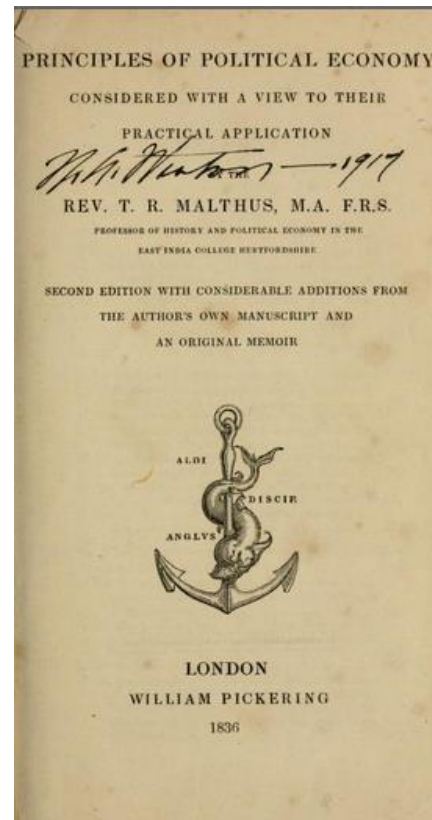 PRINCIPLES OF POLITICAL ECONOMY
CONSIDERED WITH A VIEW TO THEIR
PRACTICAL APPLICATION
1917
THE
REV. T. R. MALTHUS, M.A. F.R.S.
PROFESSOR OF HISTORY AND POLITICAL ECONOMY IN THE
EAST INDIA COLLEGE HERTFORDSHIRE
SECOND EDITION WITH CONSIDERABLE ADDITIONS FROM
THE AUTHOR'S OWN MANUSCRIPT AND
AN ORIGINAL MEMOIR
ALDI
DISCIP.
ANGLVS
LONDON
WILLIAM PICKERING
1836